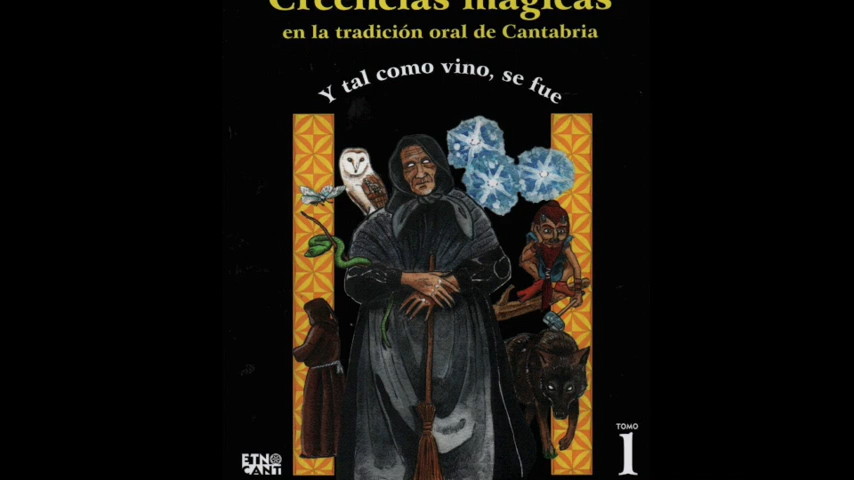 Creencias mágicas
en la tradición oral de Cantabria
Y tal como vino, se fue
TOMO
1
ETNO
CANT